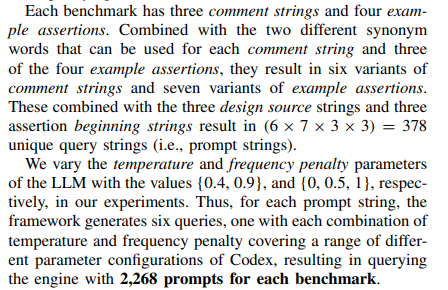 Each benchmark has three comment strings and four exam-
ple assertions. Combined with the two different synonym
words that can be used for each comment string and three
of the four example assertions, they result in six variants of
comment strings and seven variants of example assertions.
These combined with the three design source strings and three
assertion beginning strings result in (6 × 7 × 3 × 3) = 378
unique query strings (i.e., prompt strings).
We vary the temperature and frequency penalty parameters
of the LLM with the values {0.4, 0.9}, and {0, 0.5, 1}, respec-
tively, in our experiments. Thus, for each prompt string, the
framework generates six queries, one with each combination of
temperature and frequency penalty covering a range of differ-
ent parameter configurations of Codex, resulting in querying
the engine with 2,268 prompts for each benchmark.